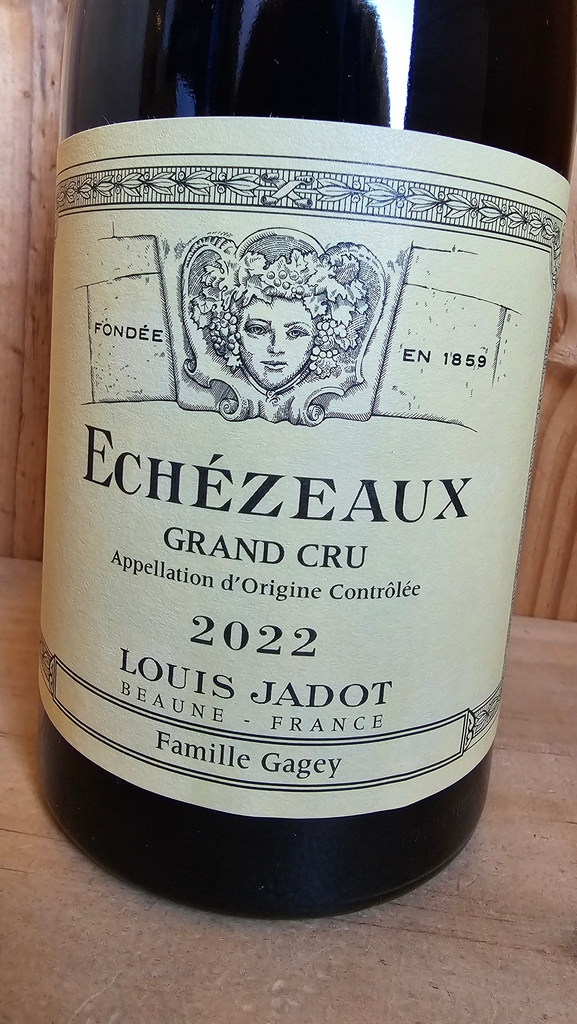 FONDÉE EN 1859
ECHÉZEAUX
GRAND CRU
Appellation d'Origine Contrôlée
2022
LOUIS JADOT
BEAUNE - FRANCE
Famille Gagey